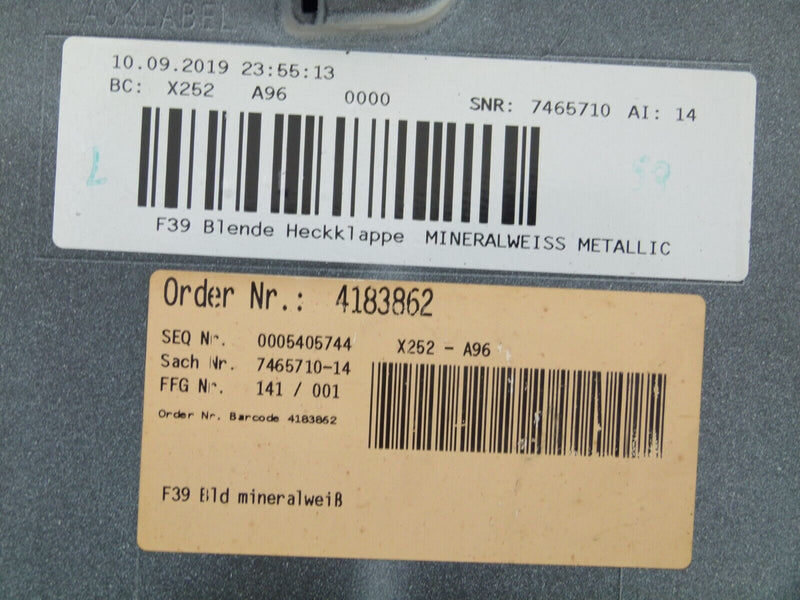 LACKLABEL
10.09.2019 23:55:13
BC: X252 A96 0000 SNR: 7465710 AI: 14
F39 Blende Heckklappe MINERALWEISS METALLIC
Order Nr.: 4183862
SEQ Nr. 0005405744 X252 - A96
Sach Nr. 7465710-14
FFG Nr. 141 / 001
Order Nr. Barcode 4183862
F39 Bld mineralweiß